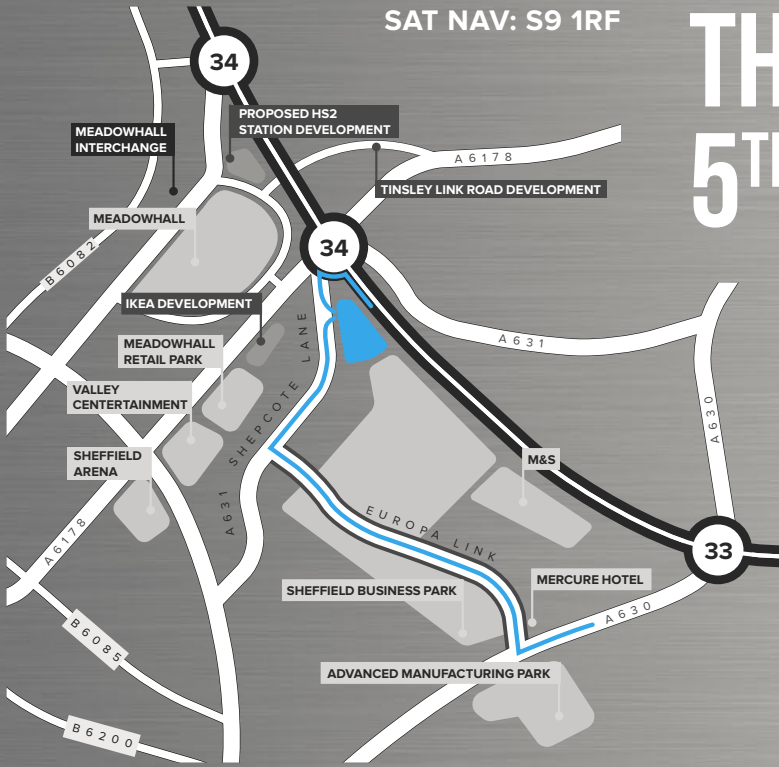 SAT NAV: S9 1RF
TH
5TH
34
PROPOSED HS2
STATION DEVELOPMENT
MEADOWHALL
INTERCHANGE
A6178
TINSLEY LINK ROAD DEVELOPMENT
MEADOWHALL
34
B6082
IKEA DEVELOPMENT
MEADOWHALL
RETAIL PARK
SHEPCOTE LANE
A631
VALLEY
CENTERTAINMENT
A630
SHEFFIELD
ARENA
M&S
A631
A6178
EUROPA LINK
33
SHEFFIELD BUSINESS PARK
MERCURE HOTEL
A630
B6085
ADVANCED MANUFACTURING PARK
B6200